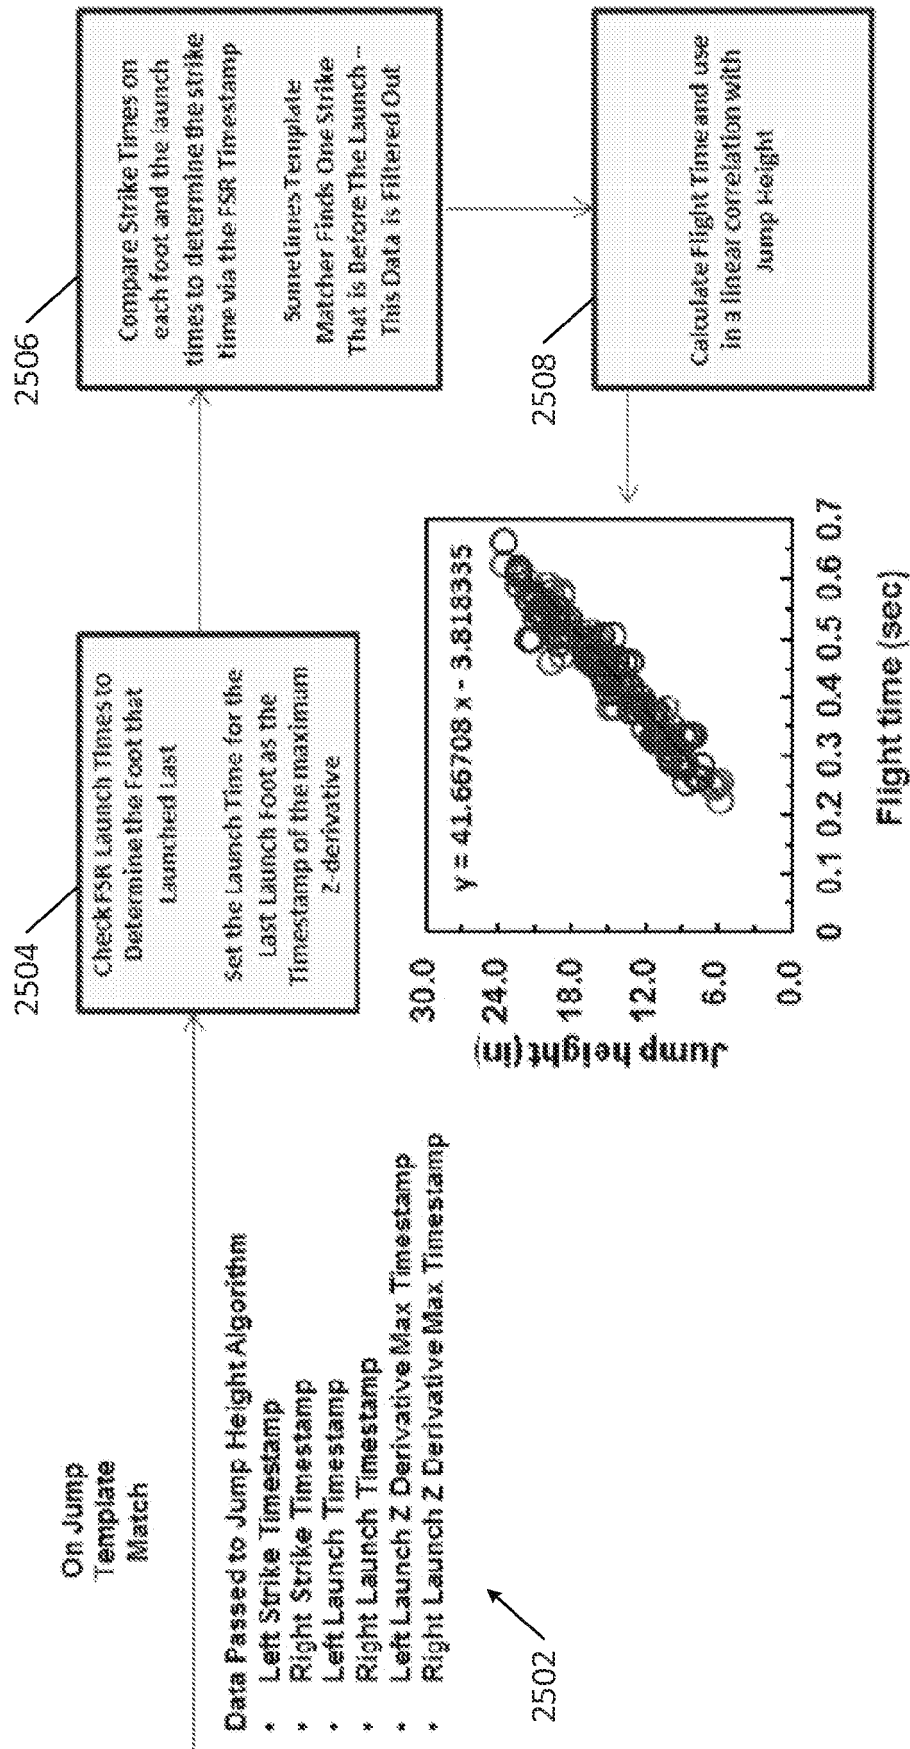 On Jump
Template
Match
Data Passed to Jump Height Algorithm
• Left Strike Timestamp
• Right Strike Timestamp
• Left Launch Timestamp
• Right Launch Timestamp
• Left Launch Z Derivative Max Timestamp
• Right Launch Z Derivative Max Timestamp
2502
2504
Check FSR Launch Times to
Determine the Foot that
Launched Last
Set the Launch Time for the
Last Launch Foot as the
Timestamp of the maximum
Z-derivative
2506
Compare Strike Times on
each foot and the launch
times to determine the strike
time via the FSR Timestamp
Sometimes Template
Matcher Finds One Strike
That is Before The Launch –
This Data is Filtered Out
2508
Calculate Flight Time and use
in a linear correlation with
Jump Height
Jump height (in)
30.0
24.0
18.0
12.0
6.0
0.0
y = 41.66708 x - 3.818335
0 0.1 0.2 0.3 0.4 0.5 0.6 0.7
Flight time (sec)